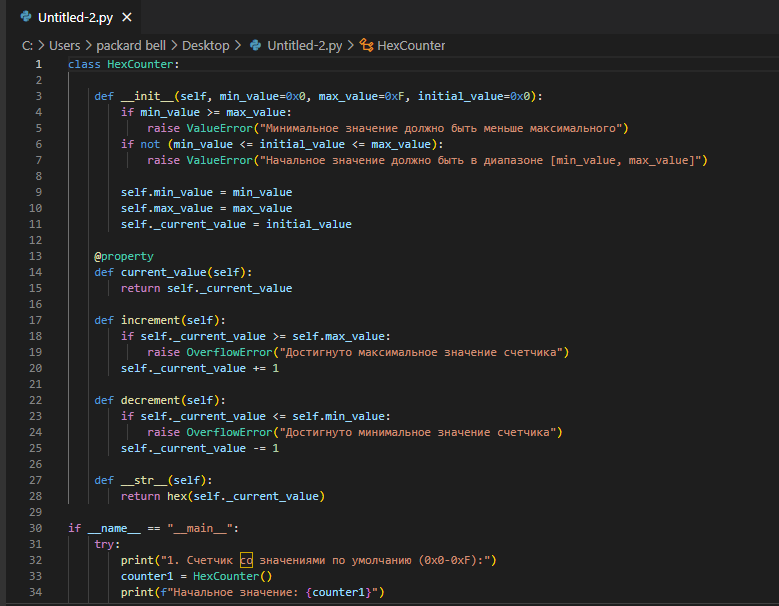 Untitled-2.py ×
C: > Users > packard bell > Desktop > Untitled-2.py > HexCounter
1 class HexCounter:
2
3     def __init__(self, min_value=0x0, max_value=0xF, initial_value=0x0):
4         if min_value >= max_value:
5             raise ValueError("Минимальное значение должно быть меньше максимального")
6         if not (min_value <= initial_value <= max_value):
7             raise ValueError("Начальное значение должно быть в диапазоне [min_value, max_value]")
8
9         self.min_value = min_value
10         self.max_value = max_value
11         self._current_value = initial_value
12
13     @property
14     def current_value(self):
15         return self._current_value
16
17     def increment(self):
18         if self._current_value >= self.max_value:
19             raise OverflowError("Достигнуто максимальное значение счетчика")
20         self._current_value += 1
21
22     def decrement(self):
23         if self._current_value <= self.min_value:
24             raise OverflowError("Достигнуто минимальное значение счетчика")
25         self._current_value -= 1
26
27     def __str__(self):
28         return hex(self._current_value)
29
30 if __name__ == "__main__":
31     try:
32         print("1. Счетчик со значениями по умолчанию (0x0-0xF):")
33         counter1 = HexCounter()
34         print(f"Начальное значение: {counter1}")